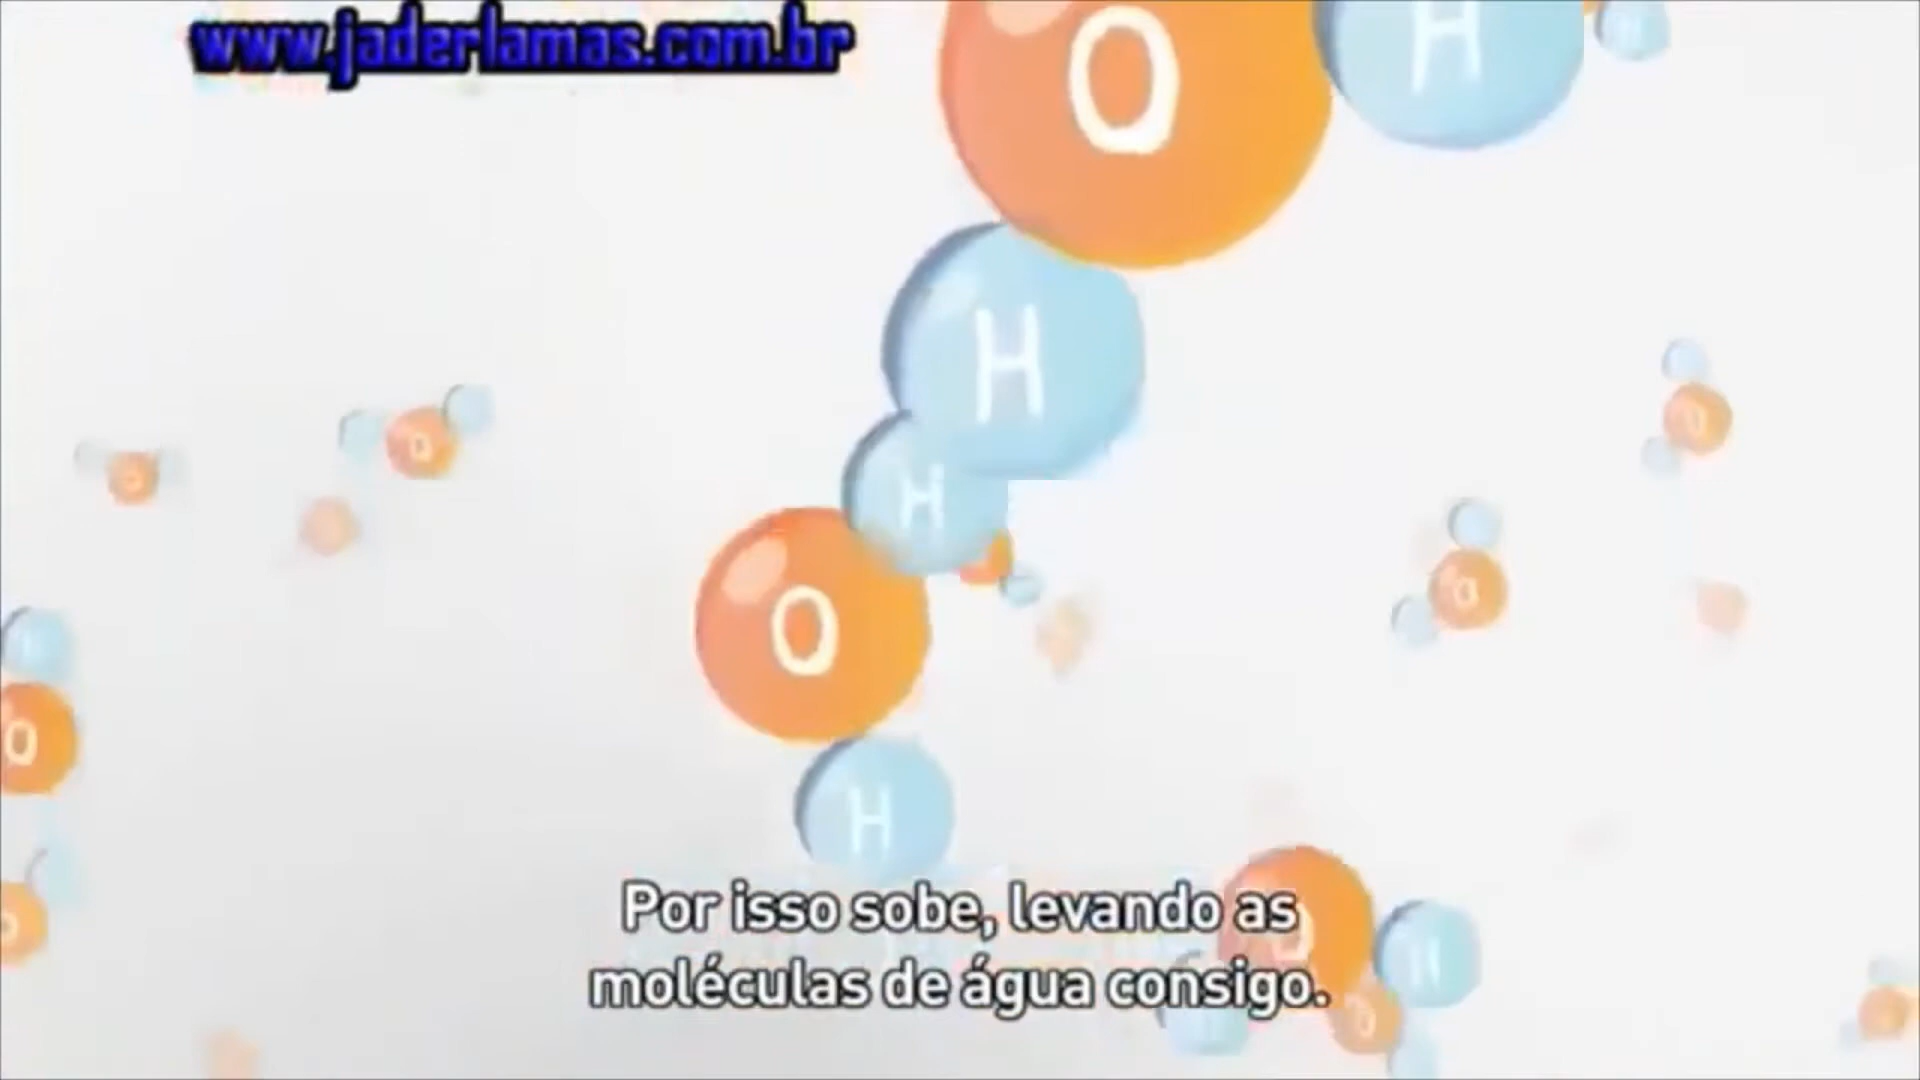 www.jaderlamas.com.br
O
H
H
H
O
H
O
O
O
O
O
O
H
O
Por isso sobe, levando as
moléculas de água consigo.